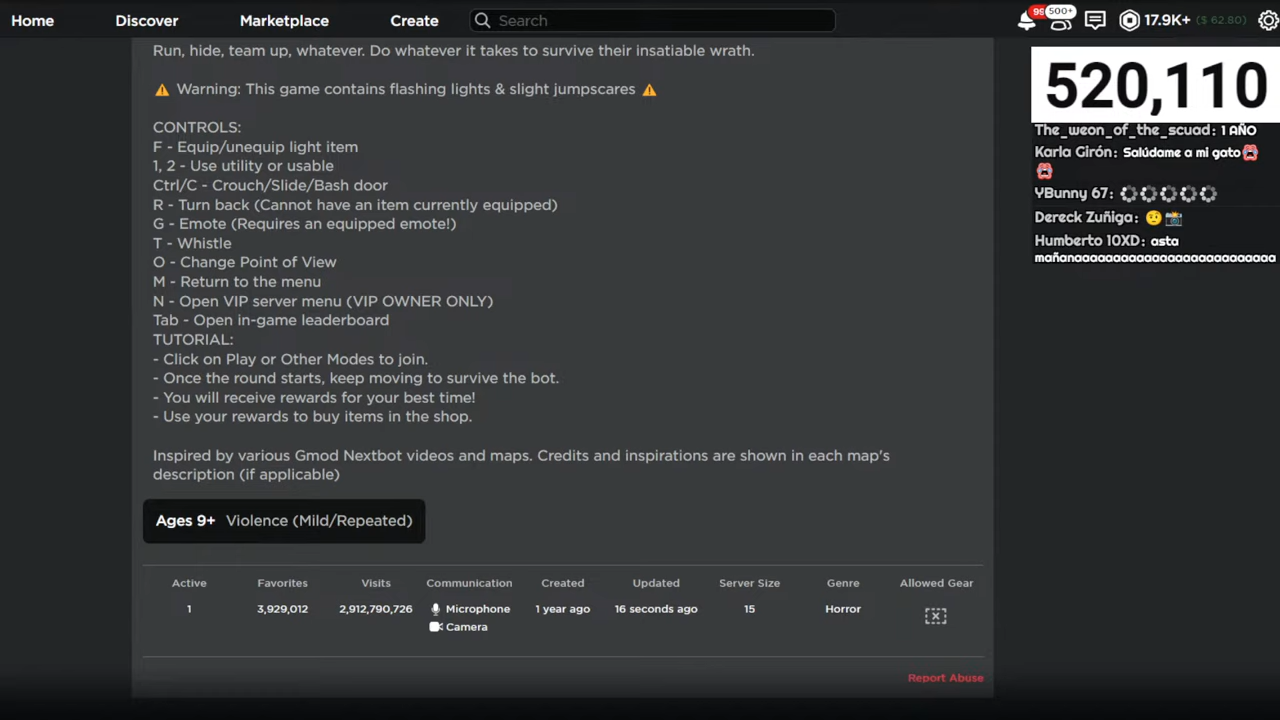 Home Discover Marketplace Create Search 99 500+ 17.9K+ ($ 62.80)
Run, hide, team up, whatever. Do whatever it takes to survive their insatiable wrath.
⚠ Warning: This game contains flashing lights & slight jumpscares ⚠
CONTROLS:
F - Equip/unequip light item
1, 2 - Use utility or usable
Ctrl/C - Crouch/Slide/Bash door
R - Turn back (Cannot have an item currently equipped)
G - Emote (Requires an equipped emote!)
T - Whistle
O - Change Point of View
M - Return to the menu
N - Open VIP server menu (VIP OWNER ONLY)
Tab - Open in-game leaderboard
TUTORIAL:
- Click on Play or Other Modes to join.
- Once the round starts, keep moving to survive the bot.
- You will receive rewards for your best time!
- Use your rewards to buy items in the shop.
Inspired by various Gmod Nextbot videos and maps. Credits and inspirations are shown in each map's
description (if applicable)
Ages 9+ Violence (Mild/Repeated)
Active Favorites Visits Communication Created Updated Server Size Genre Allowed Gear
1 3,929,012 2,912,790,726 Microphone 1 year ago 16 seconds ago 15 Horror
Camera
Report Abuse
520,110
The_weon_of_the_scuad: 1 AÑO
Karla Girón: Salúdame a mi gato
YBunny 67:
Dereck Zuñiga: 🤨📸
Humberto 10XD: asta
mañanaaaaaaaaaaaaaaaaaaaaaaaaaa